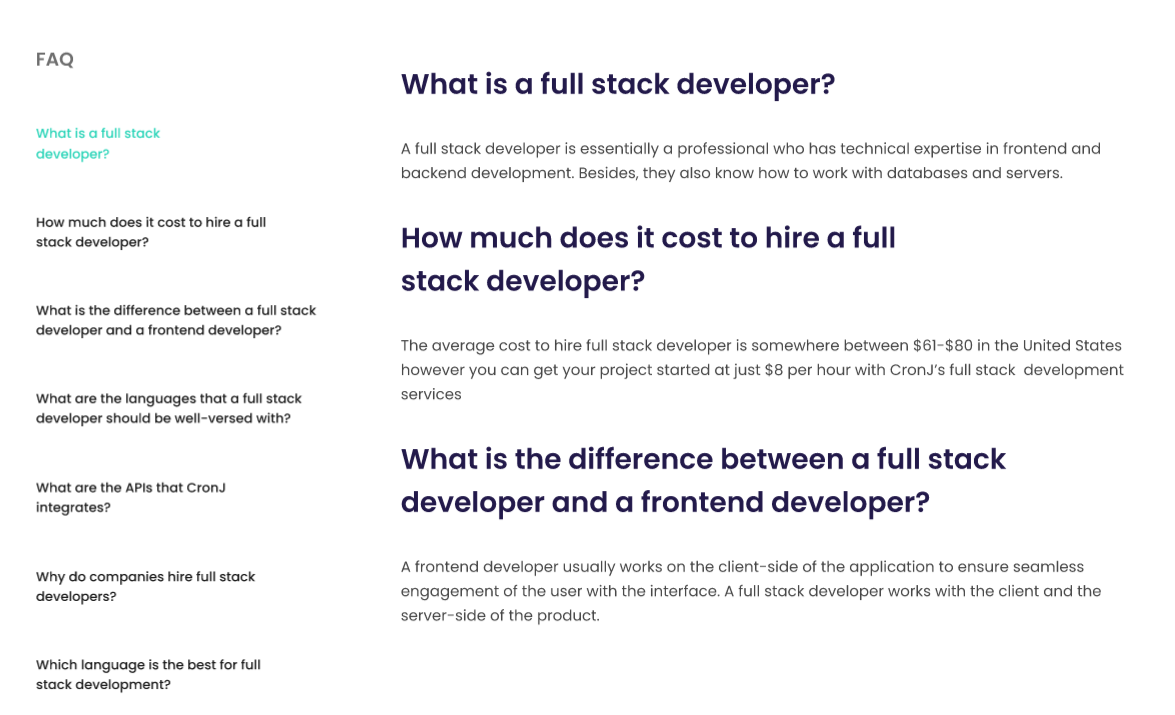 FAQ
What is a full stack
developer?
How much does it cost to hire a full
stack developer?
What is the difference between a full stack
developer and a frontend developer?
What are the languages that a full stack
developer should be well-versed with?
What are the APIs that CronJ
integrates?
Why do companies hire full stack
developers?
Which language is the best for full
stack development?
What is a full stack developer?
A full stack developer is essentially a professional who has technical expertise in frontend and
backend development. Besides, they also know how to work with databases and servers.
How much does it cost to hire a full
stack developer?
The average cost to hire full stack developer is somewhere between $61-$80 in the United States
however you can get your project started at just $8 per hour with CronJ’s full stack  development
services
What is the difference between a full stack
developer and a frontend developer?
A frontend developer usually works on the client-side of the application to ensure seamless
engagement of the user with the interface. A full stack developer works with the client and the
server-side of the product.